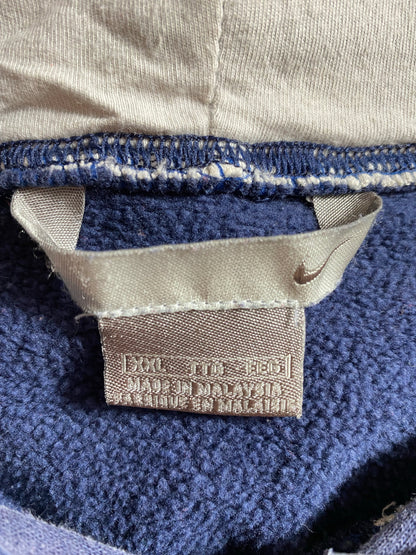 XXL TTG EEG
MADE IN MALAYSIA
FABRIQUE EN MALAISIE